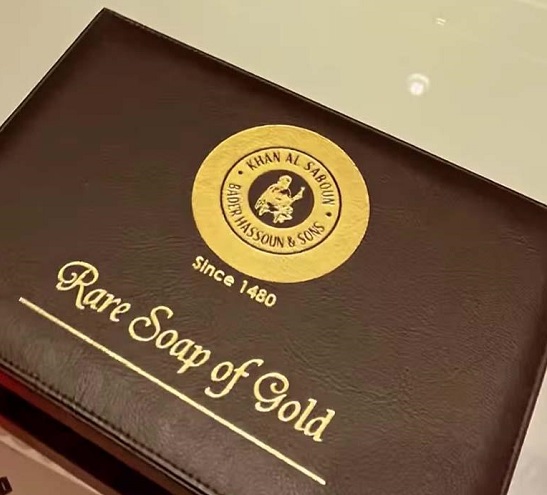 KHAN AL SABOUN
BADER HASSOUN & SONS
Since 1480
Rare Soap of Gold